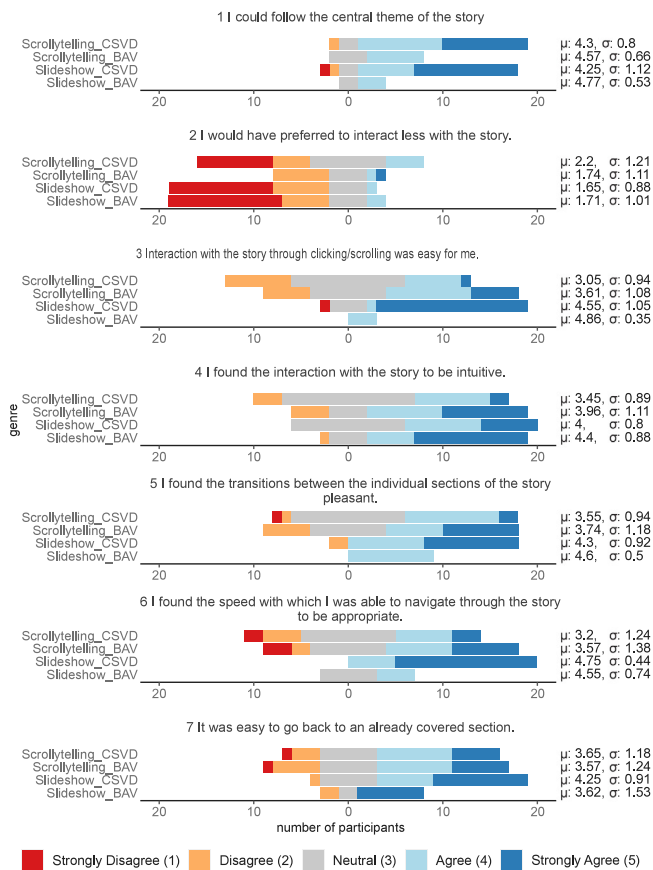 1 I could follow the central theme of the story
Scrollytelling_CSVD μ: 4.3, σ: 0.8
Scrollytelling_BAV μ: 4.57, σ: 0.66
Slideshow_CSVD μ: 4.25, σ: 1.12
Slideshow_BAV μ: 4.77, σ: 0.53
20 10 0 10 20
2 I would have preferred to interact less with the story.
Scrollytelling_CSVD μ: 2.2, σ: 1.21
Scrollytelling_BAV μ: 1.74, σ: 1.11
Slideshow_CSVD μ: 1.65, σ: 0.88
Slideshow_BAV μ: 1.71, σ: 1.01
20 10 0 10 20
3 Interaction with the story through clicking/scrolling was easy for me.
Scrollytelling_CSVD μ: 3.05, σ: 0.94
Scrollytelling_BAV μ: 3.61, σ: 1.08
Slideshow_CSVD μ: 4.55, σ: 1.05
Slideshow_BAV μ: 4.86, σ: 0.35
20 10 0 10 20
4 I found the interaction with the story to be intuitive.
Scrollytelling_CSVD μ: 3.45, σ: 0.89
Scrollytelling_BAV μ: 3.96, σ: 1.11
Slideshow_CSVD μ: 4, σ: 0.8
Slideshow_BAV μ: 4.4, σ: 0.88
20 10 0 10 20
genre
5 I found the transitions between the individual sections of the story
pleasant.
Scrollytelling_CSVD μ: 3.55, σ: 0.94
Scrollytelling_BAV μ: 3.74, σ: 1.18
Slideshow_CSVD μ: 4.3, σ: 0.92
Slideshow_BAV μ: 4.6, σ: 0.5
20 10 0 10 20
6 I found the speed with which I was able to navigate through the story
to be appropriate.
Scrollytelling_CSVD μ: 3.2, σ: 1.24
Scrollytelling_BAV μ: 3.57, σ: 1.38
Slideshow_CSVD μ: 4.75, σ: 0.44
Slideshow_BAV μ: 4.55, σ: 0.74
20 10 0 10 20
7 It was easy to go back to an already covered section.
Scrollytelling_CSVD μ: 3.65, σ: 1.18
Scrollytelling_BAV μ: 3.57, σ: 1.24
Slideshow_CSVD μ: 4.25, σ: 0.91
Slideshow_BAV μ: 3.62, σ: 1.53
20 10 0 10 20
number of participants
Strongly Disagree (1) Disagree (2) Neutral (3) Agree (4) Strongly Agree (5)